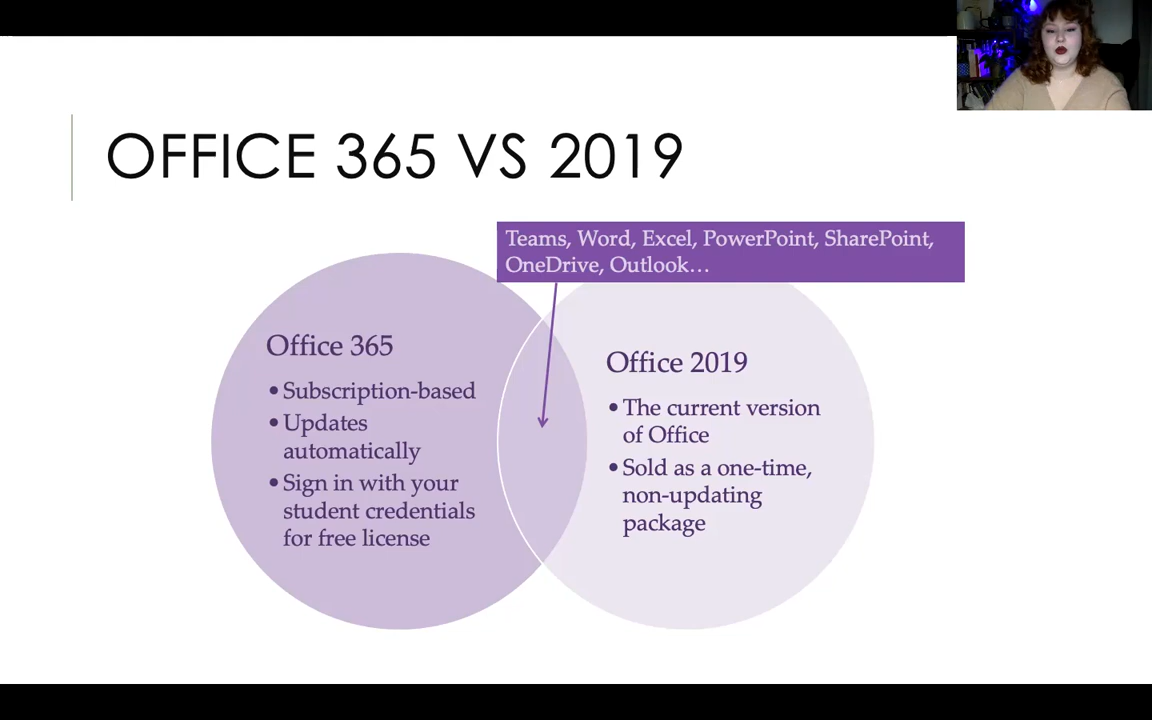 OFFICE 365 VS 2019
Teams, Word, Excel, PowerPoint, SharePoint,
OneDrive, Outlook…
Office 365
•Subscription-based
•Updates
automatically
•Sign in with your
student credentials
for free license
Office 2019
•The current version
of Office
•Sold as a one-time,
non-updating
package